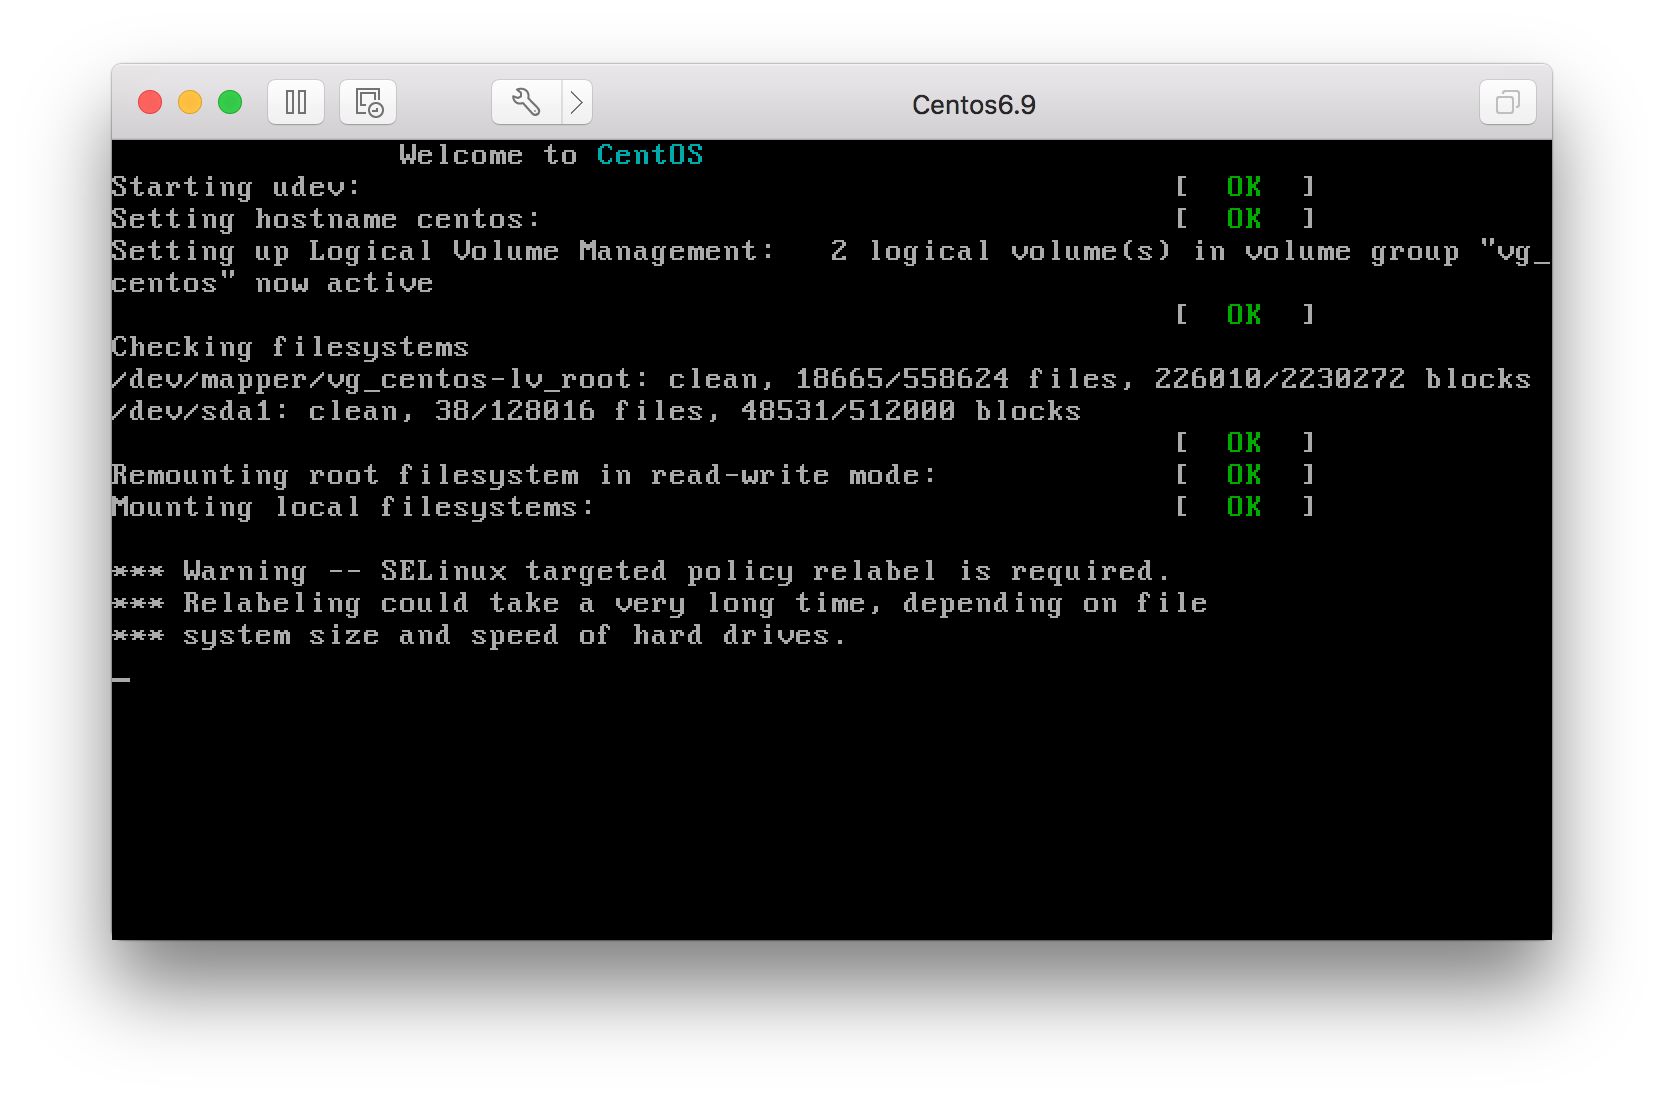 Centos6.9
Welcome to CentOS
Starting udev: [ OK ]
Setting hostname centos: [ OK ]
Setting up Logical Volume Management: 2 logical volume(s) in volume group "vg_
centos" now active
[ OK ]
Checking filesystems
/dev/mapper/vg_centos-lv_root: clean, 18665/558624 files, 226010/2230272 blocks
/dev/sda1: clean, 38/128016 files, 48531/512000 blocks
[ OK ]
Remounting root filesystem in read-write mode: [ OK ]
Mounting local filesystems: [ OK ]
*** Warning -- SELinux targeted policy relabel is required.
*** Relabeling could take a very long time, depending on file
*** system size and speed of hard drives.